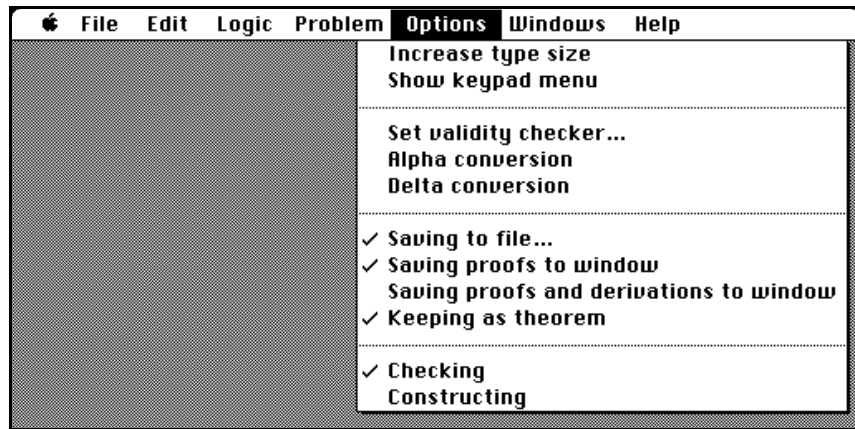 File Edit Logic Problem Options Windows Help
Increase type size
Show keypad menu
Set validity checker...
Alpha conversion
Delta conversion
✓ Saving to file...
✓ Saving proofs to window
Saving proofs and derivations to window
✓ Keeping as theorem
✓ Checking
Constructing